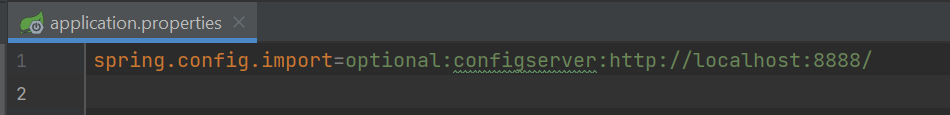 application.properties
1 spring.config.import=optional:configserver:http://localhost:8888/
2